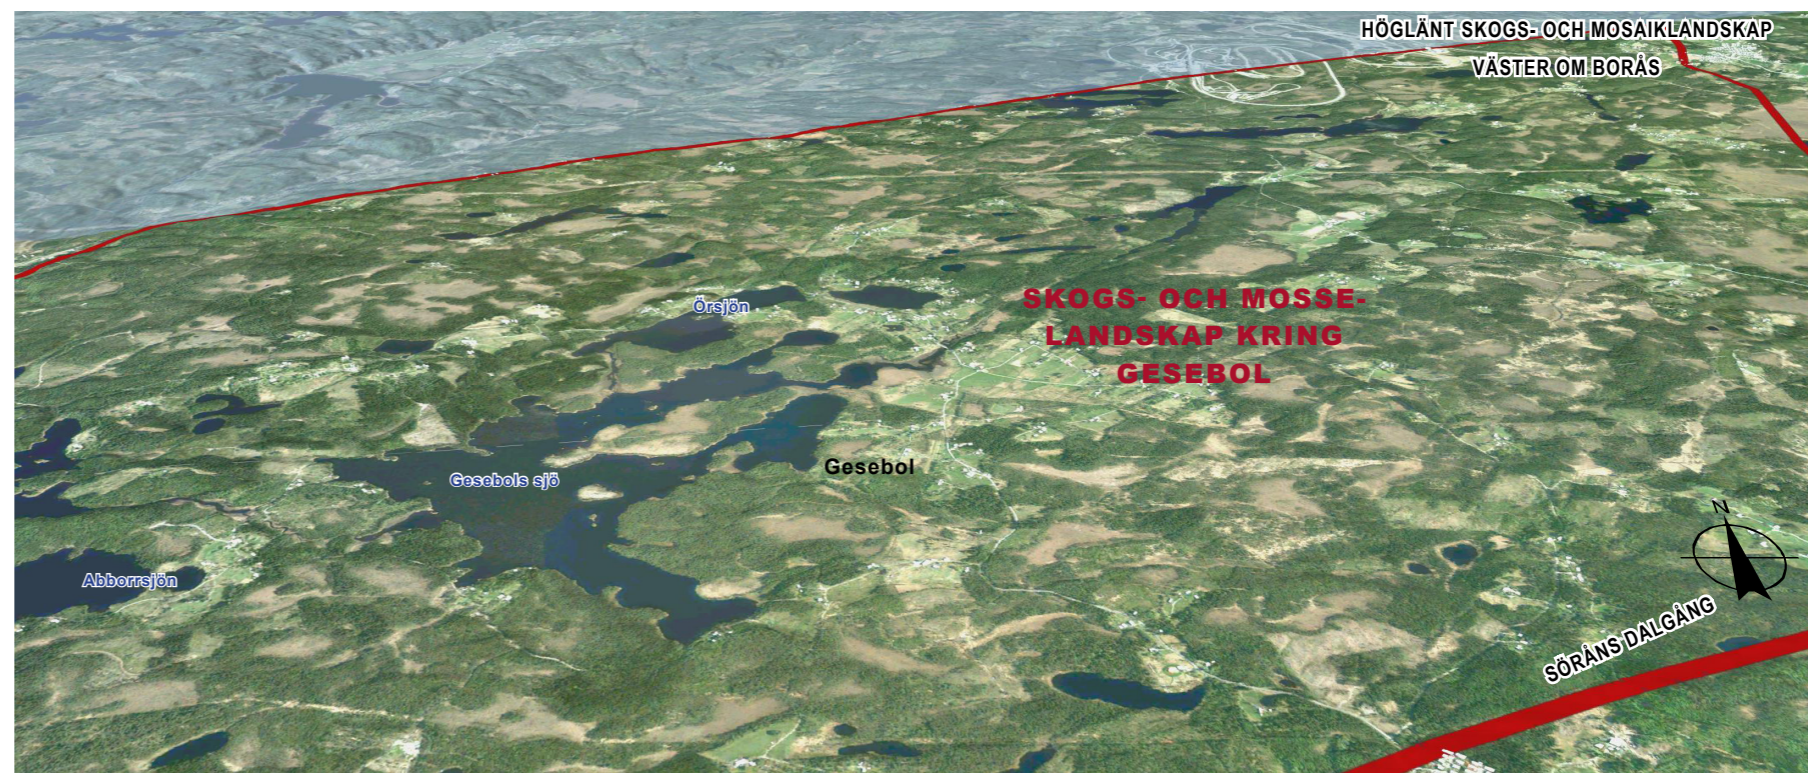 HÖGLÄNT SKOGS- OCH MOSAIKLANDSKAP
VÄSTER OM BORÅS
Örsjön
SKOGS- OCH MOSSE-
LANDSKAP KRING
GESEBOL
Gesebol
Gesebols sjö
Abborrsjön
N
SÖRÅNS DALGÅNG